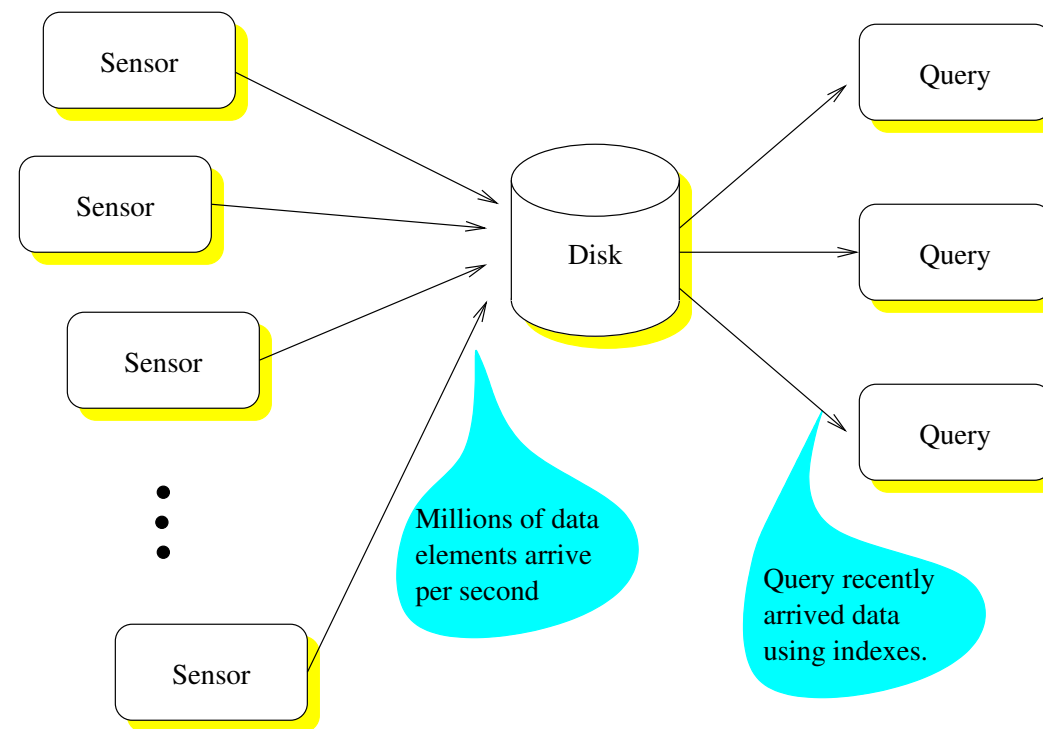 Sensor
Sensor
Sensor
Sensor
Disk
Query
Query
Query
Millions of data
elements arrive
per second
Query recently
arrived data
using indexes.